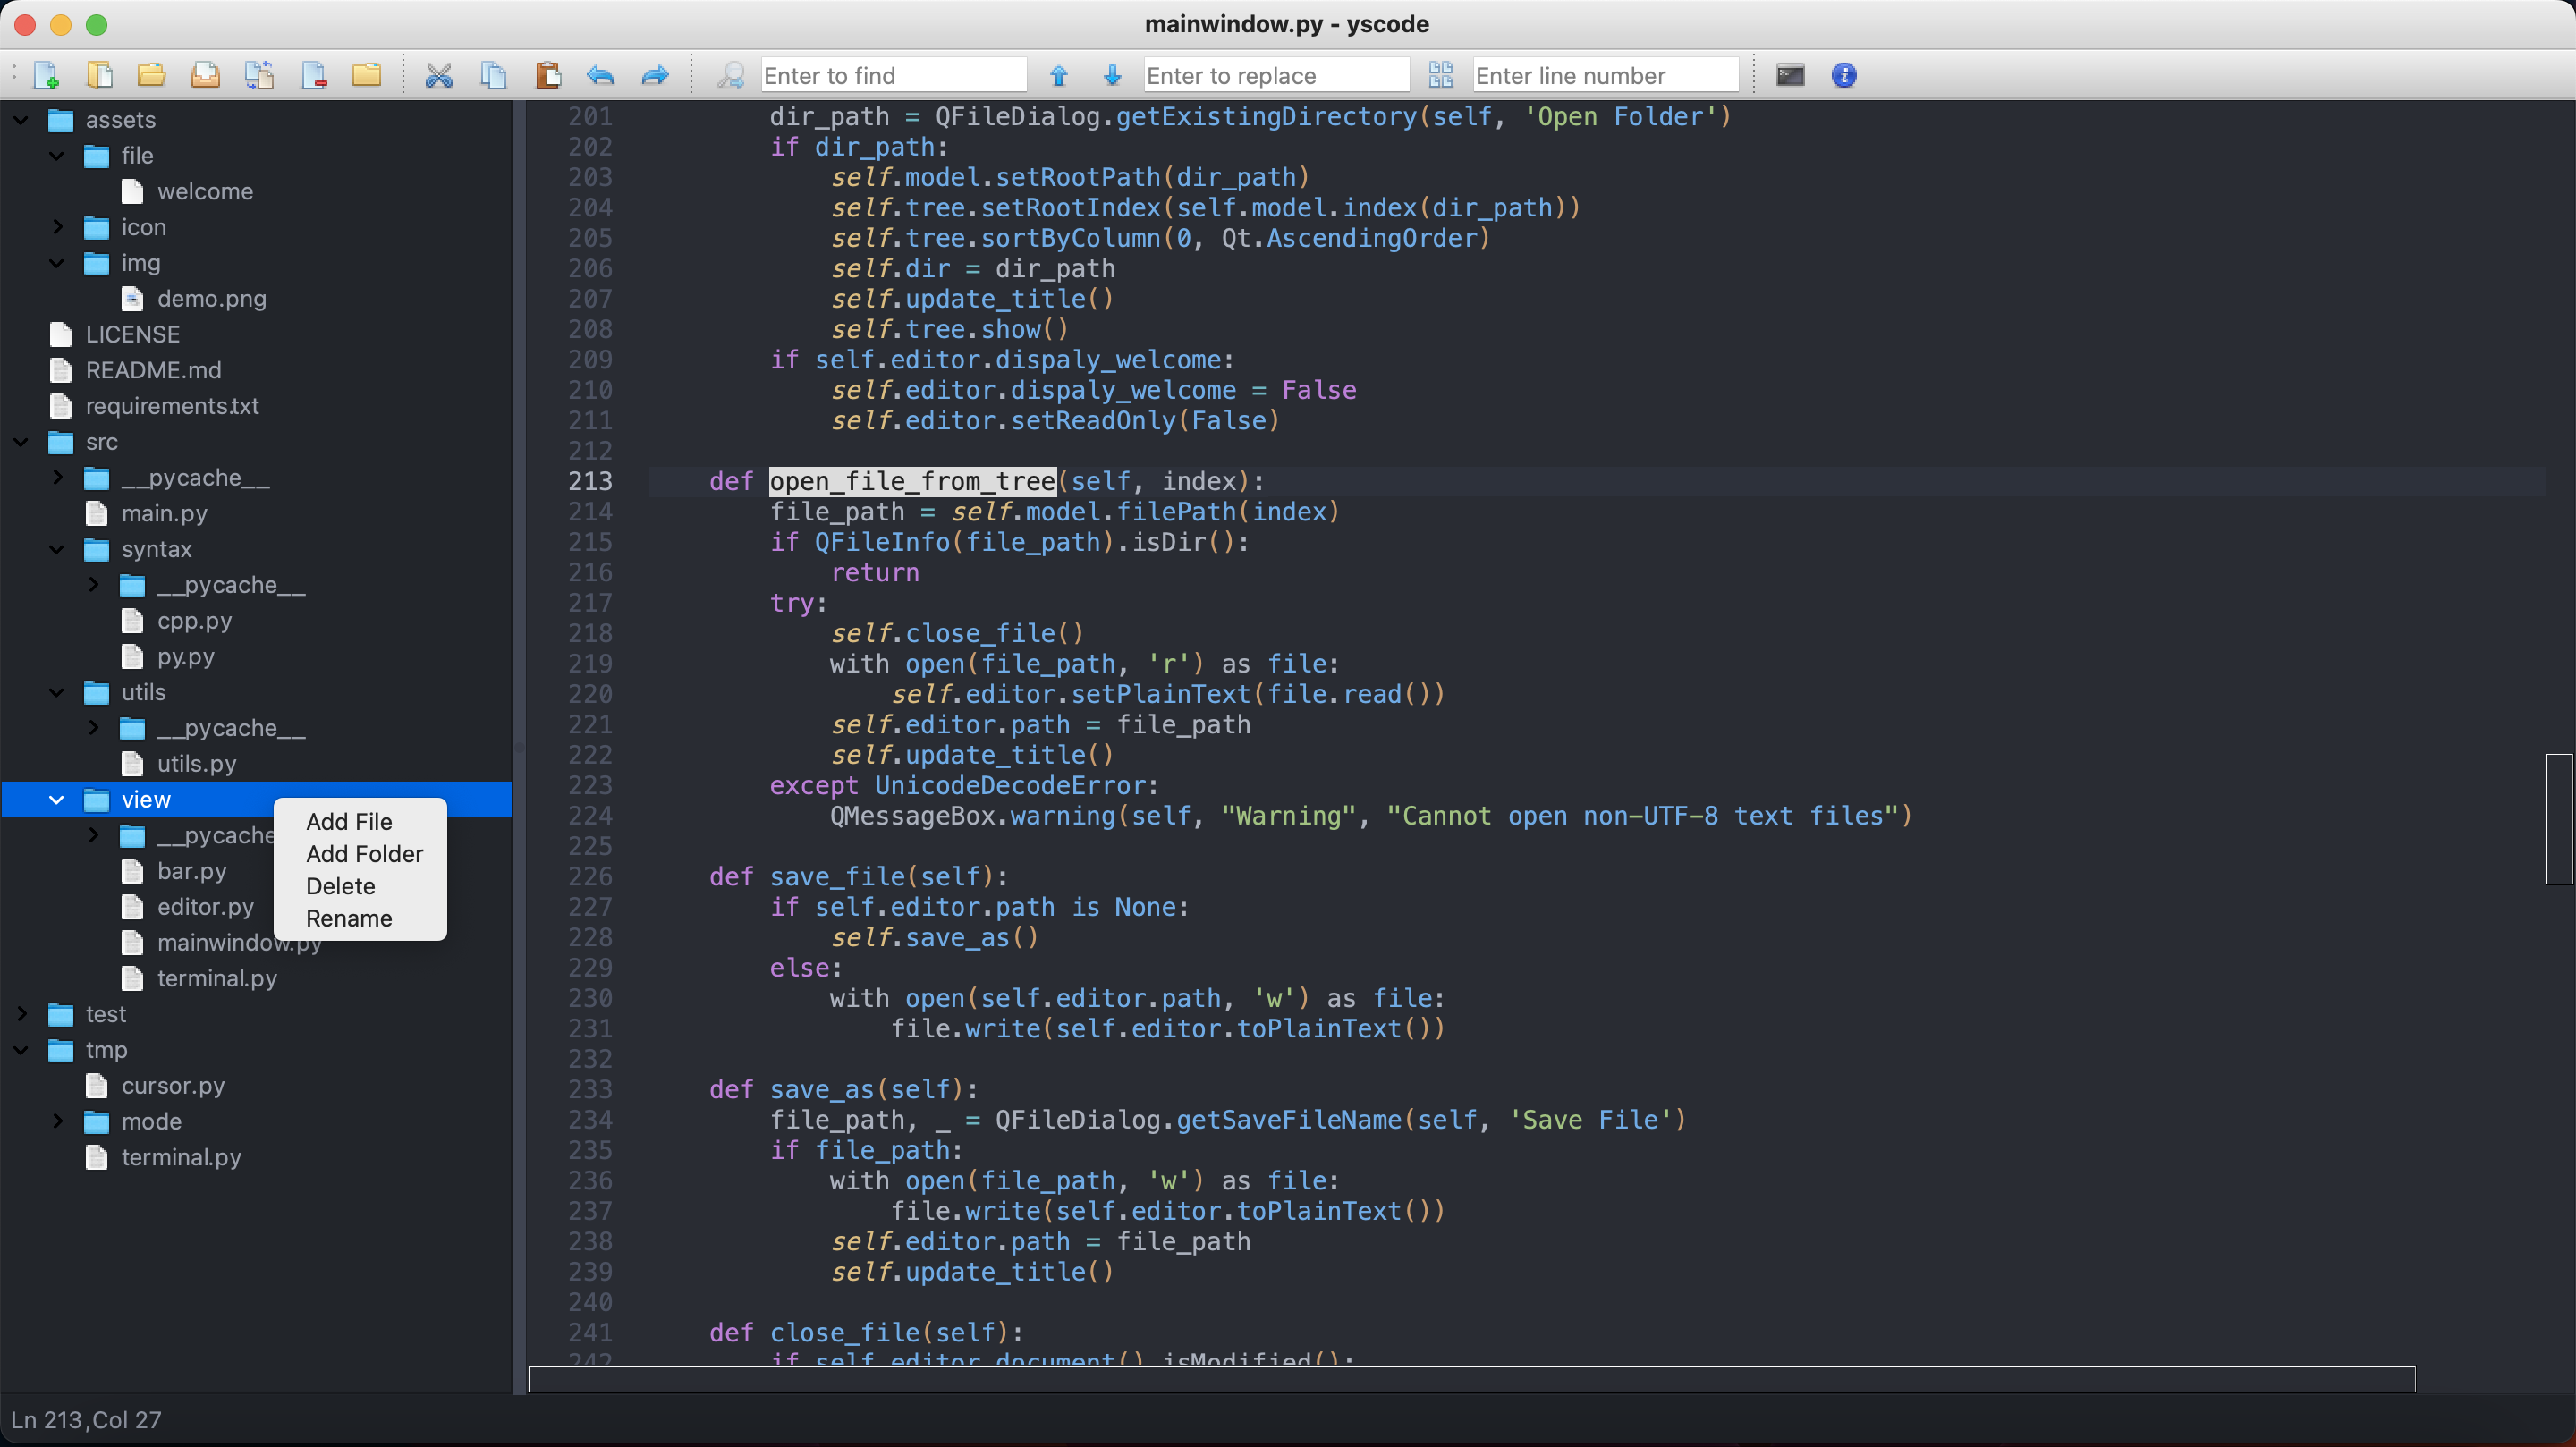 mainwindow.py - yscode
Enter to find
Enter to replace
Enter line number
assets
file
welcome
icon
img
demo.png
LICENSE
README.md
requirements.txt
src
__pycache__
main.py
syntax
__pycache__
cpp.py
py.py
utils
__pycache__
utils.py
view
__pycache
bar.py
editor.py
mainwindow.py
terminal.py
test
tmp
cursor.py
mode
terminal.py
Add File
Add Folder
Delete
Rename
201 dir_path = QFileDialog.getExistingDirectory(self, 'Open Folder')
202 if dir_path:
203 self.model.setRootPath(dir_path)
204 self.tree.setRootIndex(self.model.index(dir_path))
205 self.tree.sortByColumn(0, Qt.AscendingOrder)
206 self.dir = dir_path
207 self.update_title()
208 self.tree.show()
209 if self.editor.dispaly_welcome:
210 self.editor.dispaly_welcome = False
211 self.editor.setReadOnly(False)
212
213 def open_file_from_tree(self, index):
214 file_path = self.model.filePath(index)
215 if QFileInfo(file_path).isDir():
216 return
217 try:
218 self.close_file()
219 with open(file_path, 'r') as file:
220 self.editor.setPlainText(file.read())
221 self.editor.path = file_path
222 self.update_title()
223 except UnicodeDecodeError:
224 QMessageBox.warning(self, "Warning", "Cannot open non-UTF-8 text files")
225
226 def save_file(self):
227 if self.editor.path is None:
228 self.save_as()
229 else:
230 with open(self.editor.path, 'w') as file:
231 file.write(self.editor.toPlainText())
232
233 def save_as(self):
234 file_path, _ = QFileDialog.getSaveFileName(self, 'Save File')
235 if file_path:
236 with open(file_path, 'w') as file:
237 file.write(self.editor.toPlainText())
238 self.editor.path = file_path
239 self.update_title()
240
241 def close_file(self):
242 if self.editor.document().isModified():
Ln 213,Col 27